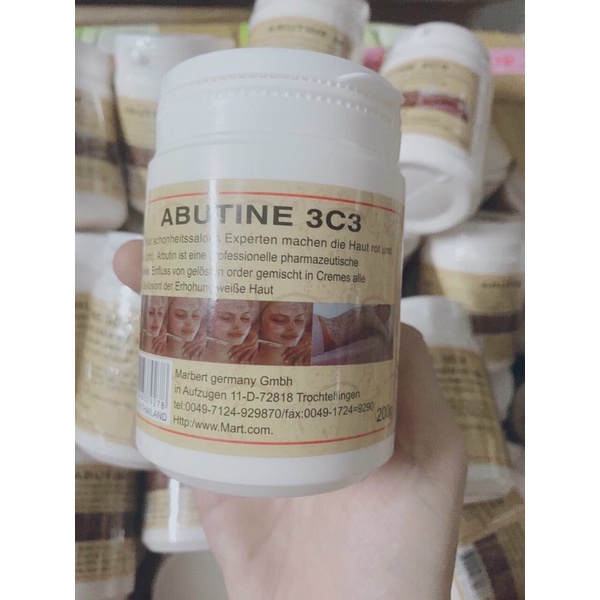 ABUTINE 3C3
schonheitssalons Experten machen die Haut rot und
Arbutin ist eine professionelle pharmazeutische
Einfluss von gelösten order gemischt in Cremes alle
der Erhohung weiße Haut
Marbert germany Gmbh
in Aufzugen 11-D-72818 Trochtelfingen
tel:0049-7124-929870/fax:0049-1724=9290
200g
Http:/www.Mart.com.
THAILAND